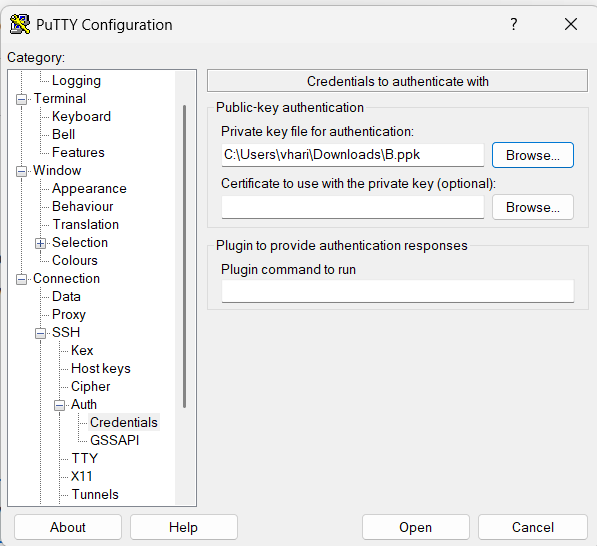 PuTTY Configuration
?
Category:
Logging
Terminal
Keyboard
Bell
Features
Window
Appearance
Behaviour
Translation
Selection
Colours
Connection
Data
Proxy
SSH
Kex
Host keys
Cipher
Auth
Credentials
GSSAPI
TTY
X11
Tunnels
Credentials to authenticate with
Public-key authentication
Private key file for authentication:
C:\Users\vhari\Downloads\B.ppk Browse...
Certificate to use with the private key (optional):
Browse...
Plugin to provide authentication responses
Plugin command to run
About Help Open Cancel